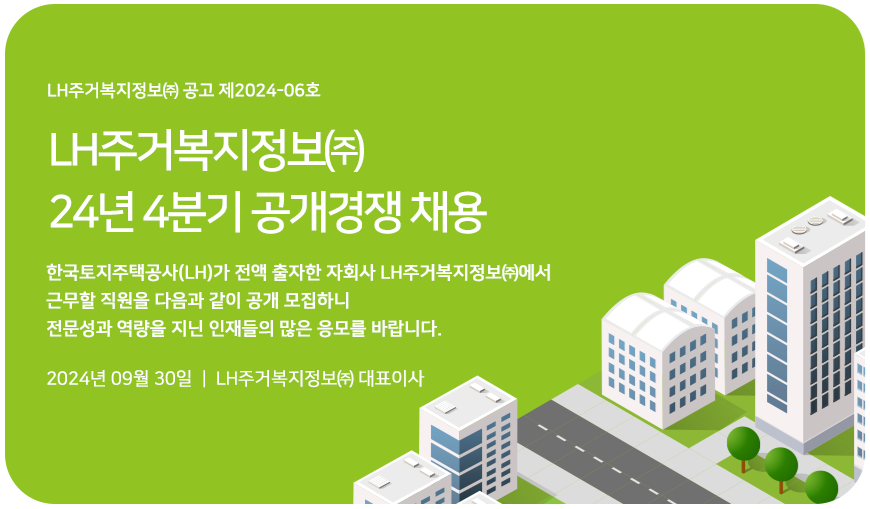 LH주거복지정보㈜ 공고 제2024-06호
LH주거복지정보㈜
24년 4분기 공개경쟁 채용
한국토지주택공사(LH)가 전액 출자한 자회사 LH주거복지정보㈜에서
근무할 직원을 다음과 같이 공개 모집하니
전문성과 역량을 지닌 인재들의 많은 응모를 바랍니다.
2024년 09월 30일 | LH주거복지정보㈜ 대표이사